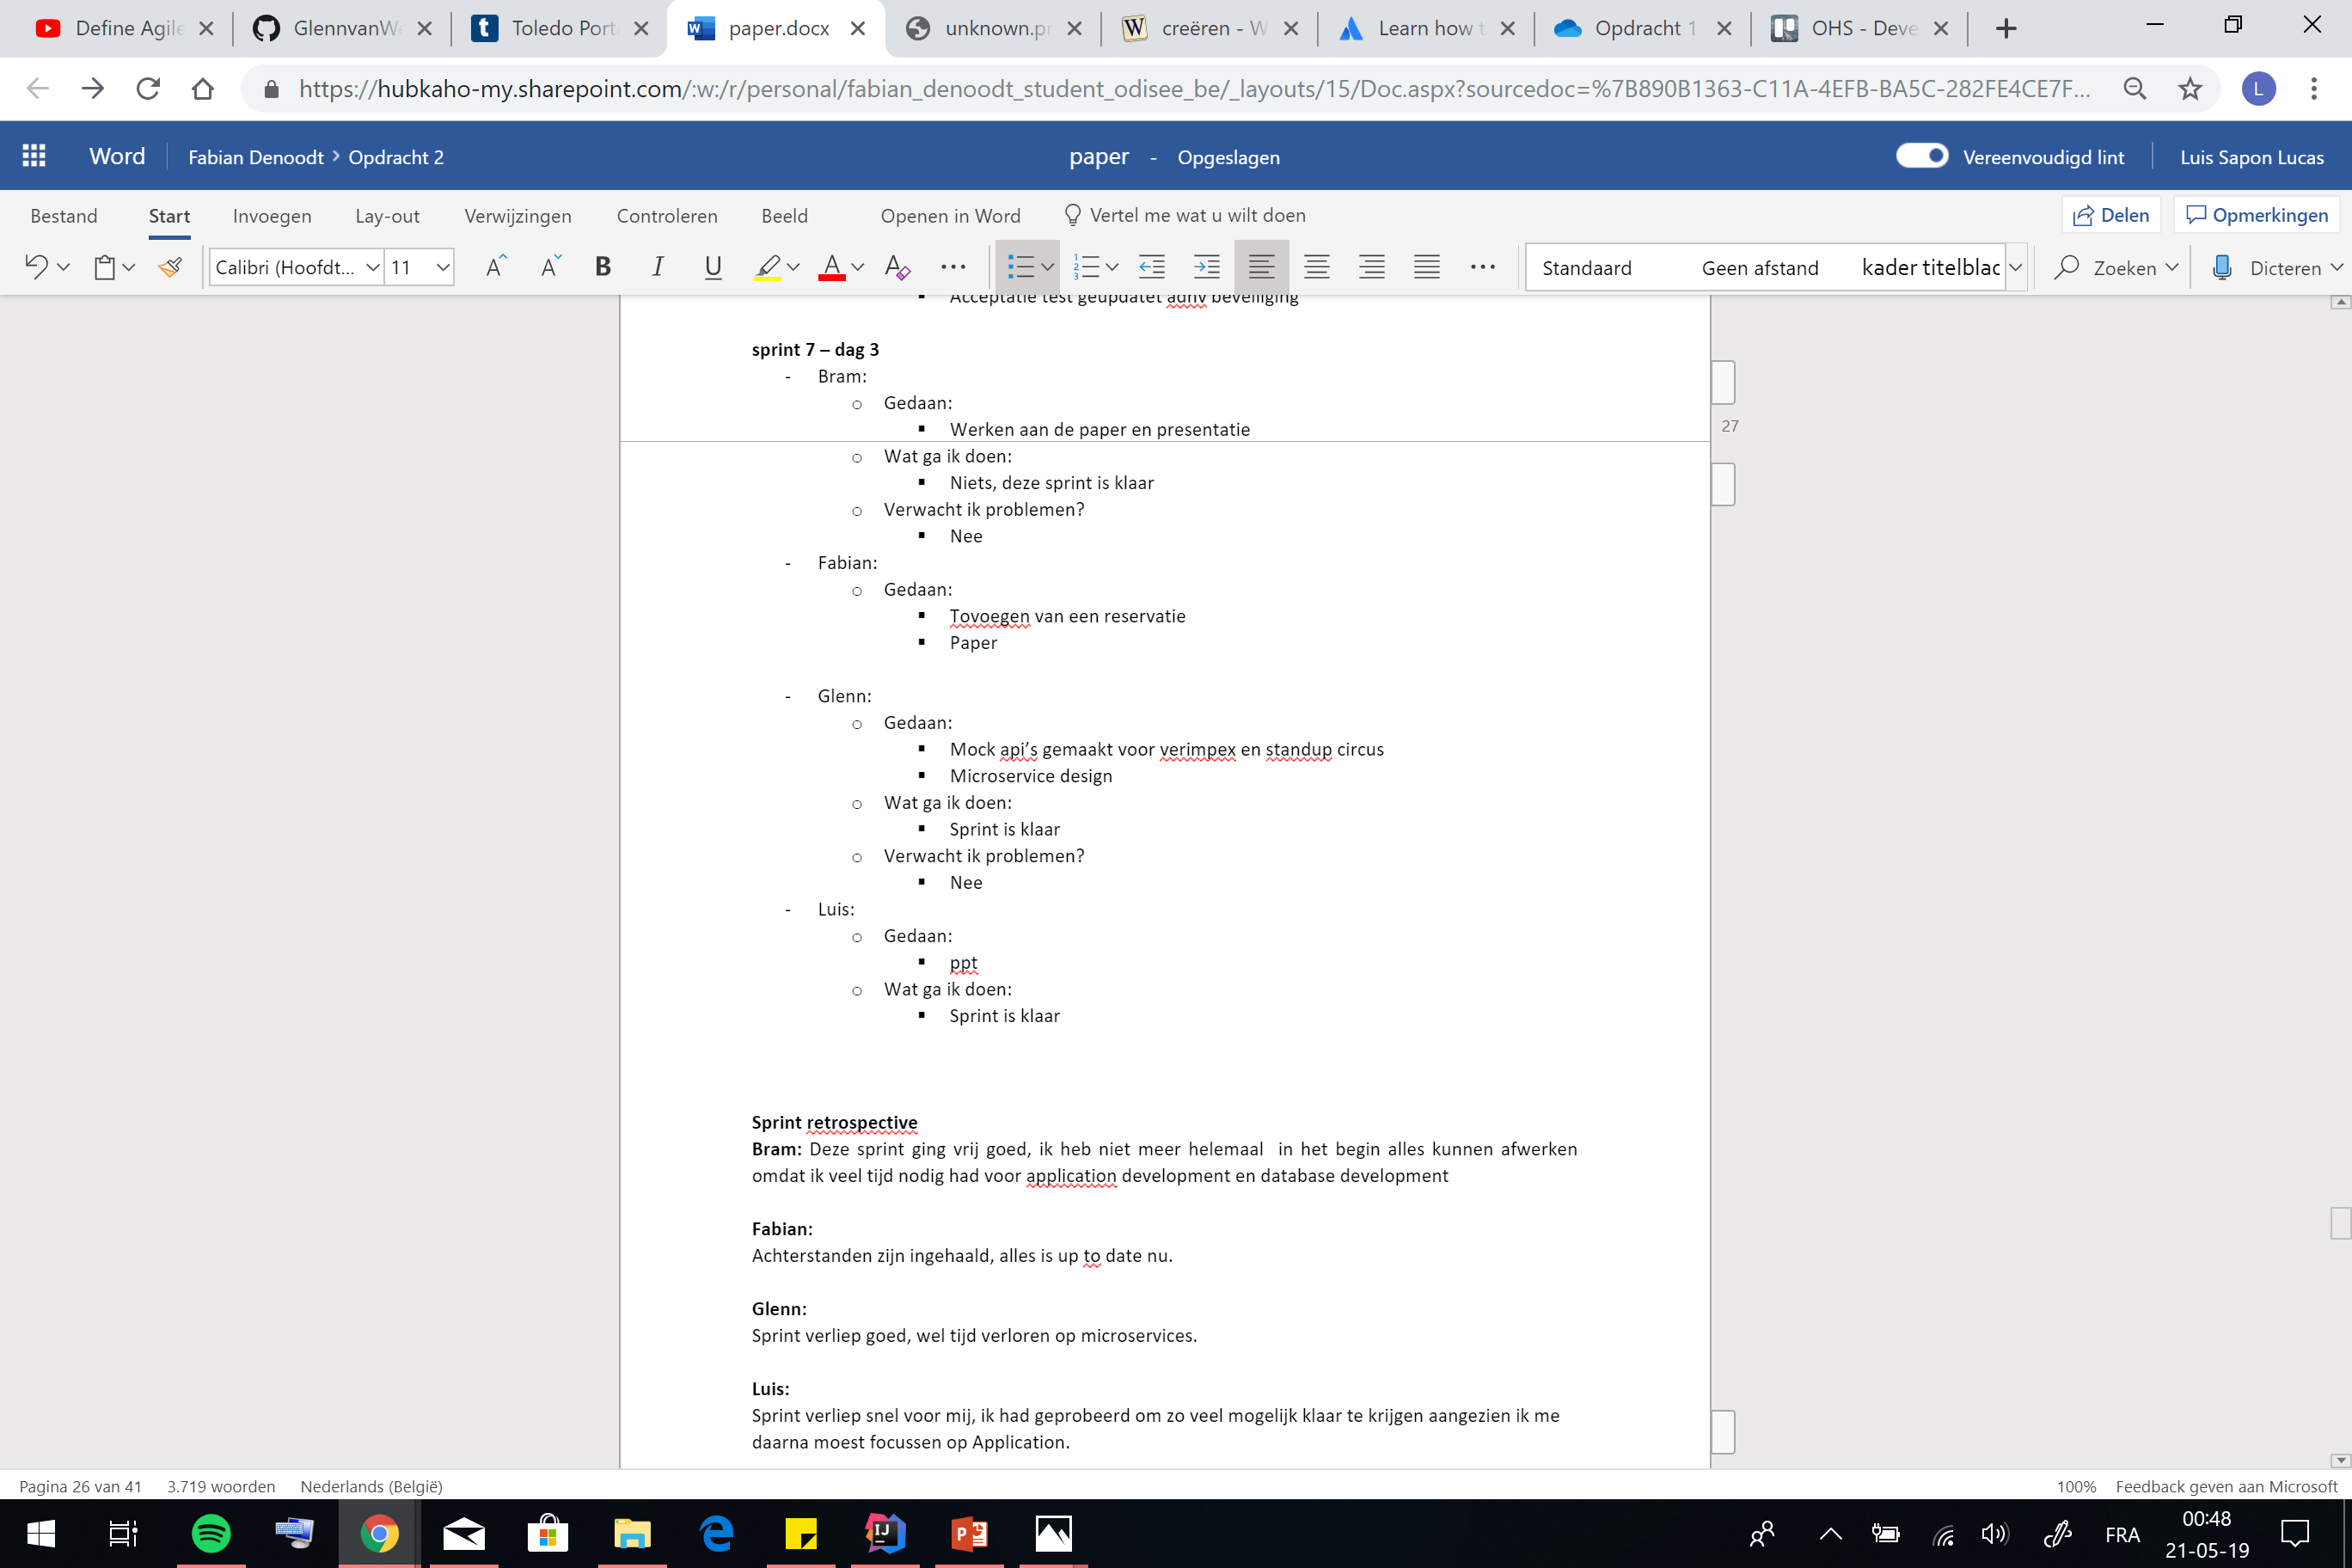 Define Agile
GlennvanWe
Toledo Porta
paper.docx
unknown.pr
creëren - W
Learn how t
Opdracht 1
OHS - Deve
https://hubkaho-my.sharepoint.com/:w:/r/personal/fabian_denoodt_student_odisee_be/_layouts/15/Doc.aspx?sourcedoc=%7B890B1363-C11A-4EFB-BA5C-282FE4CE7F...
L
Word
Fabian Denoodt > Opdracht 2
paper - Opgeslagen
Vereenvoudigd lint
Luis Sapon Lucas
Bestand
Start
Invoegen
Lay-out
Verwijzingen
Controleren
Beeld
Openen in Word
Vertel me wat u wilt doen
Delen
Opmerkingen
Calibri (Hoofdt...
11
B
I
U
Standaard
Geen afstand
kader titelblac
Zoeken
Dicteren
Acceptatie test geüpdatet adhv beveiliging
sprint 7 – dag 3
- Bram:
o Gedaan:
▪ Werken aan de paper en presentatie
27
o Wat ga ik doen:
▪ Niets, deze sprint is klaar
o Verwacht ik problemen?
▪ Nee
- Fabian:
o Gedaan:
▪ Tovoegen van een reservatie
▪ Paper
- Glenn:
o Gedaan:
▪ Mock api’s gemaakt voor verimpex en standup circus
▪ Microservice design
o Wat ga ik doen:
▪ Sprint is klaar
o Verwacht ik problemen?
▪ Nee
- Luis:
o Gedaan:
▪ ppt
o Wat ga ik doen:
▪ Sprint is klaar
Sprint retrospective
Bram: Deze sprint ging vrij goed, ik heb niet meer helemaal  in het begin alles kunnen afwerken
omdat ik veel tijd nodig had voor application development en database development
Fabian:
Achterstanden zijn ingehaald, alles is up to date nu.
Glenn:
Sprint verliep goed, wel tijd verloren op microservices.
Luis:
Sprint verliep snel voor mij, ik had geprobeerd om zo veel mogelijk klaar te krijgen aangezien ik me
daarna moest focussen op Application.
Pagina 26 van 41
3.719 woorden
Nederlands (België)
100%
Feedback geven aan Microsoft
FRA
00:48
21-05-19